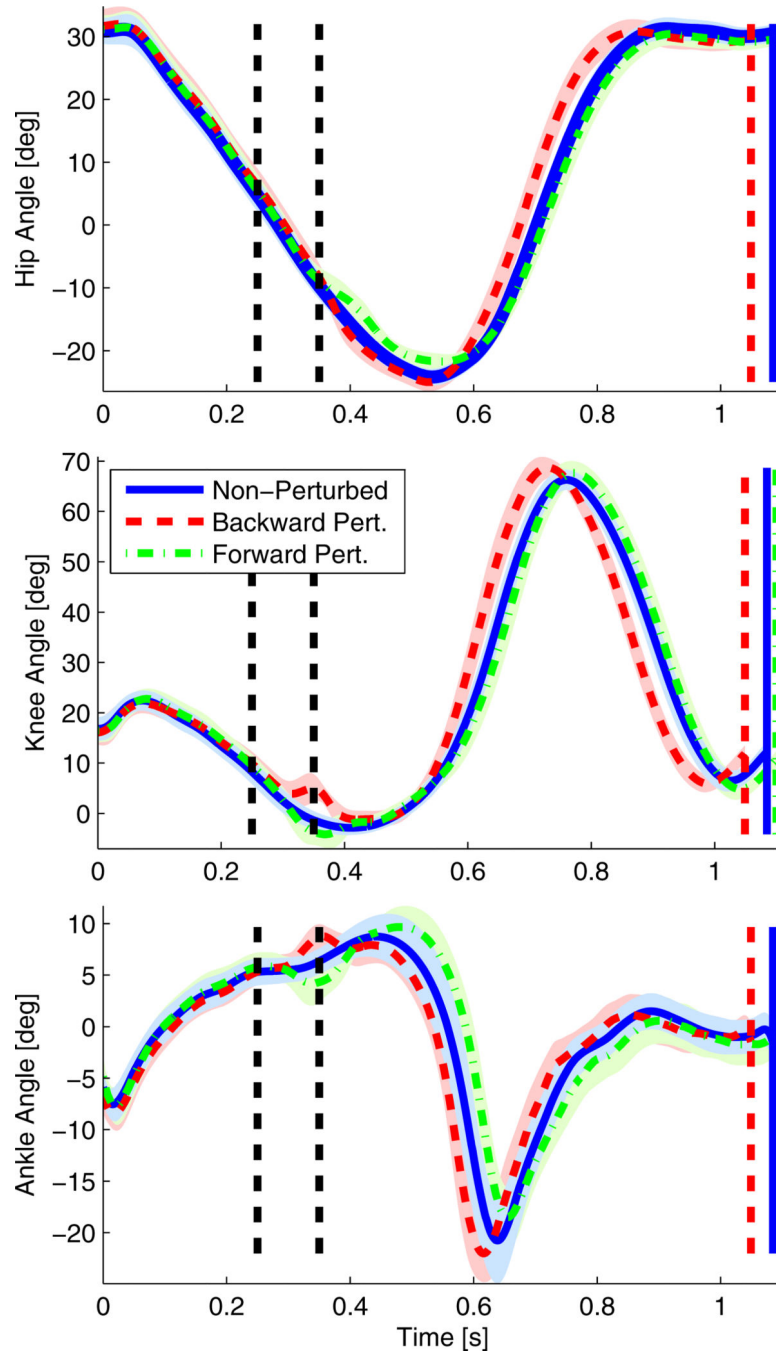 30
20
10
0
−10
−20
Hip Angle [deg]
0 0.2 0.4 0.6 0.8 1
70
60
50
40
30
20
10
0
Knee Angle [deg]
Non−Perturbed
Backward Pert.
Forward Pert.
0 0.2 0.4 0.6 0.8 1
10
5
0
−5
−10
−15
−20
Ankle Angle [deg]
0 0.2 0.4 0.6 0.8 1
Time [s]